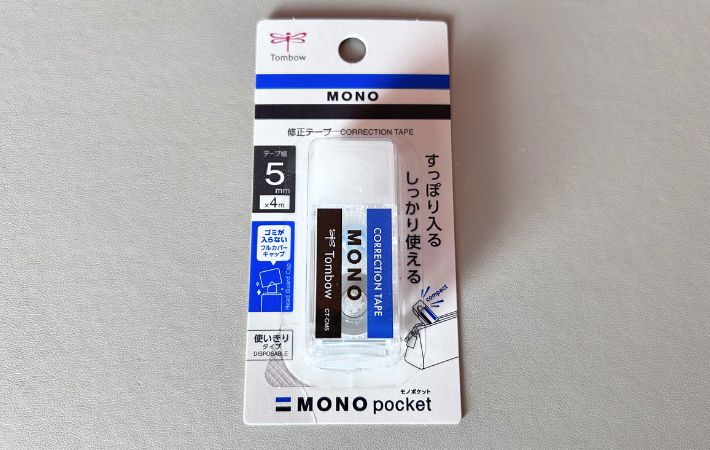 Tombow
MONO
修正テープ CORRECTION TAPE
テープ幅
5
mm
×4m
すっぽり入る
しっかり使える
ゴミが
入らない
フルカバー
キャップ
Head Guard Cap
使いきり
タイプ
DISPOSABLE
CORRECTION TAPE
MONO
Tombow
CT-CM5
compact
モノポケット
MONO pocket